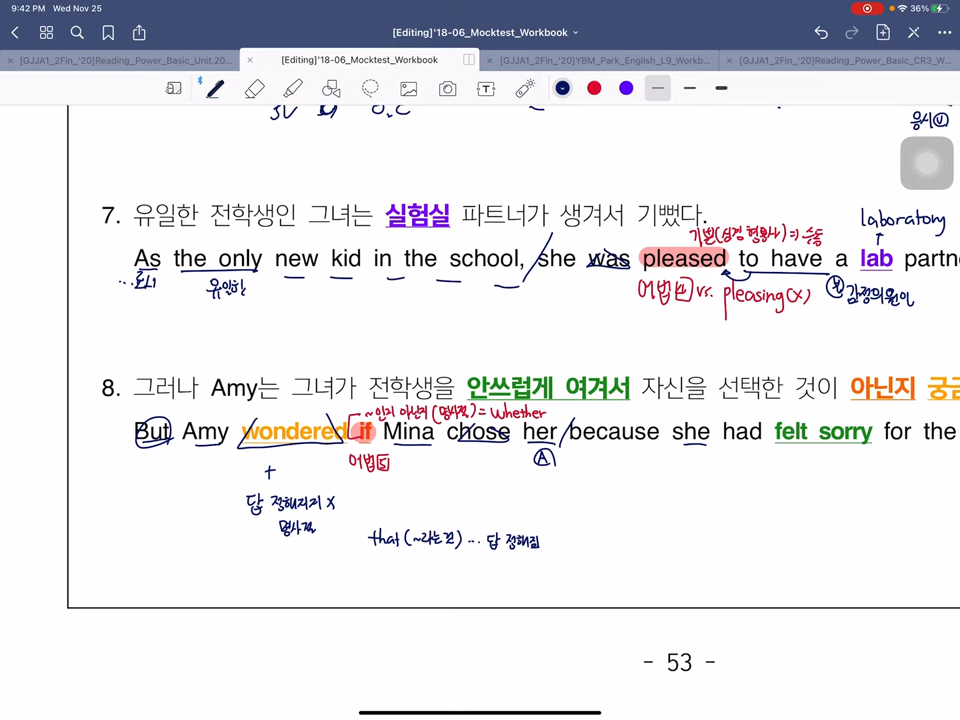 9:42 PM Wed Nov 25
36%
[Editing]'18-06_Mocktest_Workbook
[GJJA1_2Fin_'20]Reading_Power_Basic_Unit.20...
[Editing]'18-06_Mocktest_Workbook
[GJJA1_2Fin_'20]YBM_Park_English_L9_Workb...
[GJJA1_2Fin_'20]Reading_Power_Basic_CR3_W...
응시Ⓤ
7. 유일한 전학생인 그녀는 실험실 파트너가 생겨서 기뻤다.
laboratory
기본(심정 형용사) = 수동
As the only new kid in the school, she was pleased to have a lab partne
...로서
유일한
어법4 vs. pleasing(x)
감정의 원인
8. 그러나 Amy는 그녀가 전학생을 안쓰럽게 여겨서 자신을 선택한 것이 아닌지 궁금
~인지 아닌지 (명사절) = whether
But Amy wondered if Mina chose her because she had felt sorry for the
어법5
Ⓐ
+
답 정해지지 x
명사절
that (~라는 것) ... 답 정해짐
- 53 -